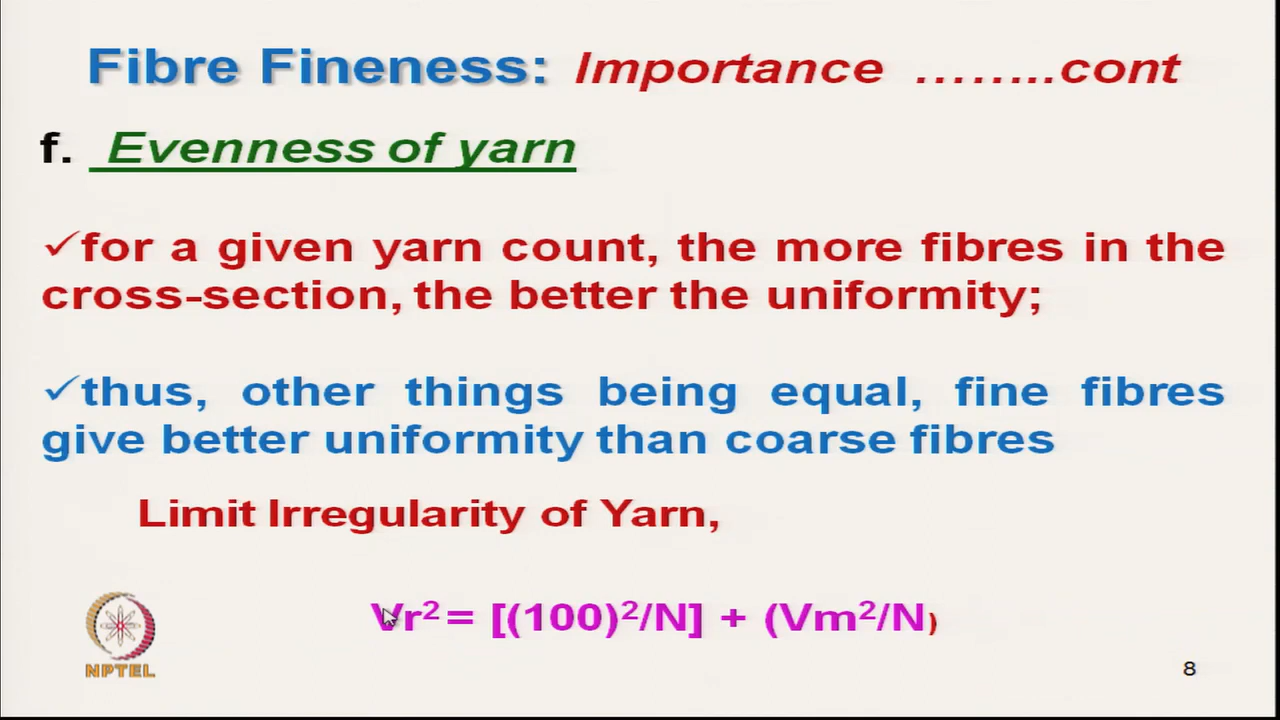 Fibre Fineness: Importance ……..cont
f. Evenness of yarn
✓for a given yarn count, the more fibres in the
cross-section, the better the uniformity;
✓thus, other things being equal, fine fibres
give better uniformity than coarse fibres
Limit Irregularity of Yarn,
Vr² = [(100)²/N] + (Vm²/N)
NPTEL
8